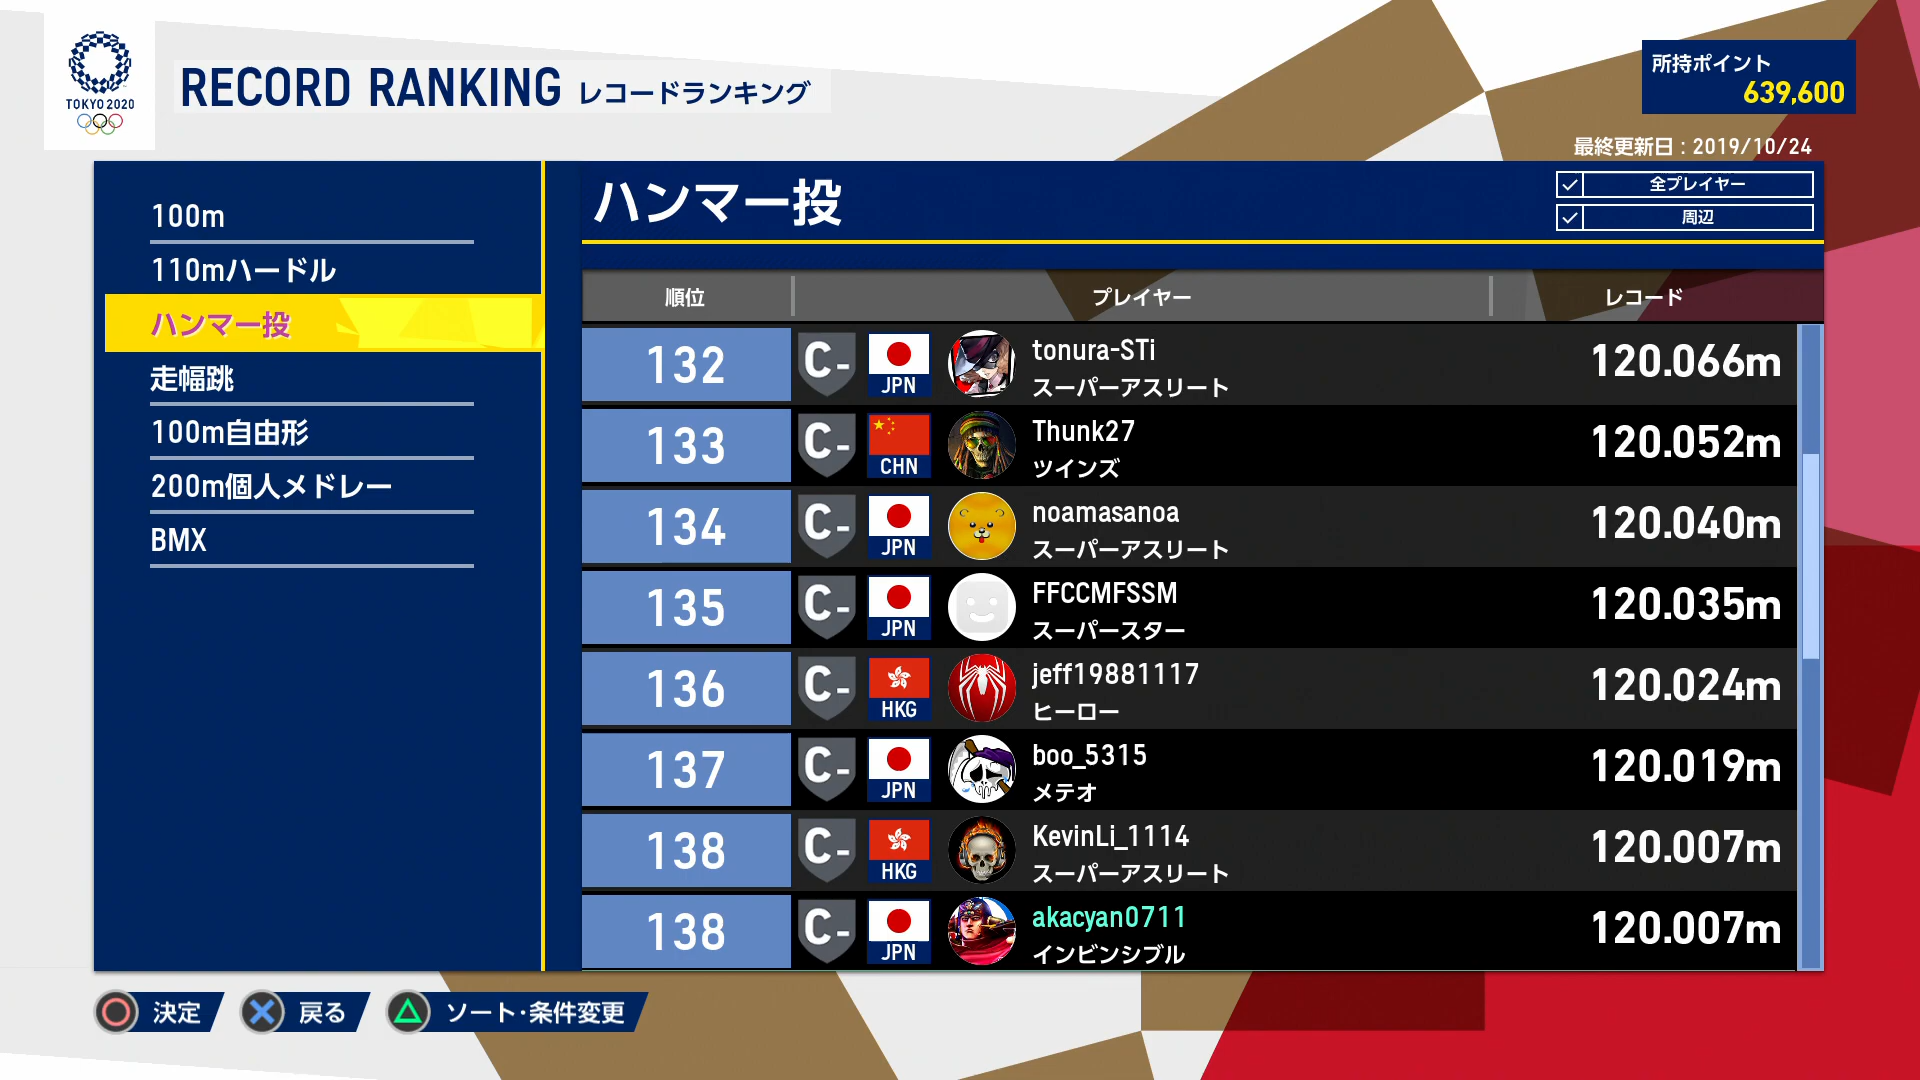 TOKYO 2020
RECORD RANKING レコードランキング
所持ポイント
639,600
最終更新日 : 2019/10/24
100m
110mハードル
ハンマー投
走幅跳
100m自由形
200m個人メドレー
BMX
ハンマー投
全プレイヤー
周辺
順位 プレイヤー レコード
132 C- JPN tonura-STi スーパーアスリート 120.066m
133 C- CHN Thunk27 ツインズ 120.052m
134 C- JPN noamasanoa スーパーアスリート 120.040m
135 C- JPN FFCCMFSSM スーパースター 120.035m
136 C- HKG jeff19881117 ヒーロー 120.024m
137 C- JPN boo_5315 メテオ 120.019m
138 C- HKG KevinLi_1114 スーパーアスリート 120.007m
138 C- JPN akacyan0711 インビンシブル 120.007m
決定 戻る ソート・条件変更